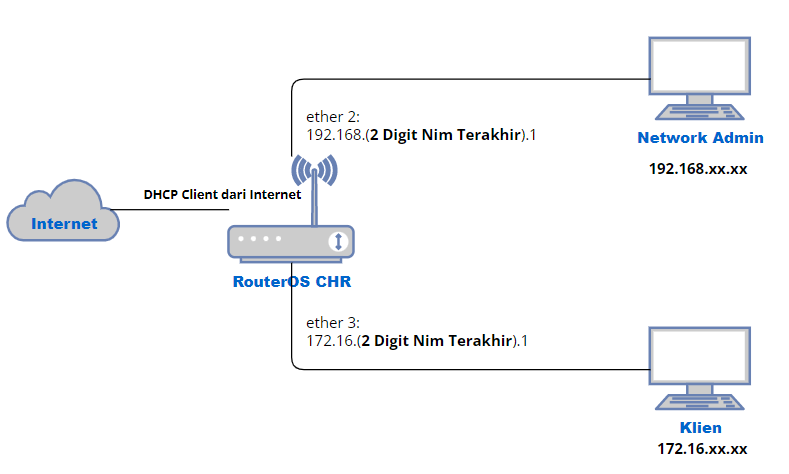 ether 2:
192.168.(2 Digit Nim Terakhir).1
Network Admin
192.168.xx.xx
DHCP Client dari Internet
Internet
RouterOS CHR
ether 3:
172.16.(2 Digit Nim Terakhir).1
Klien
172.16.xx.xx